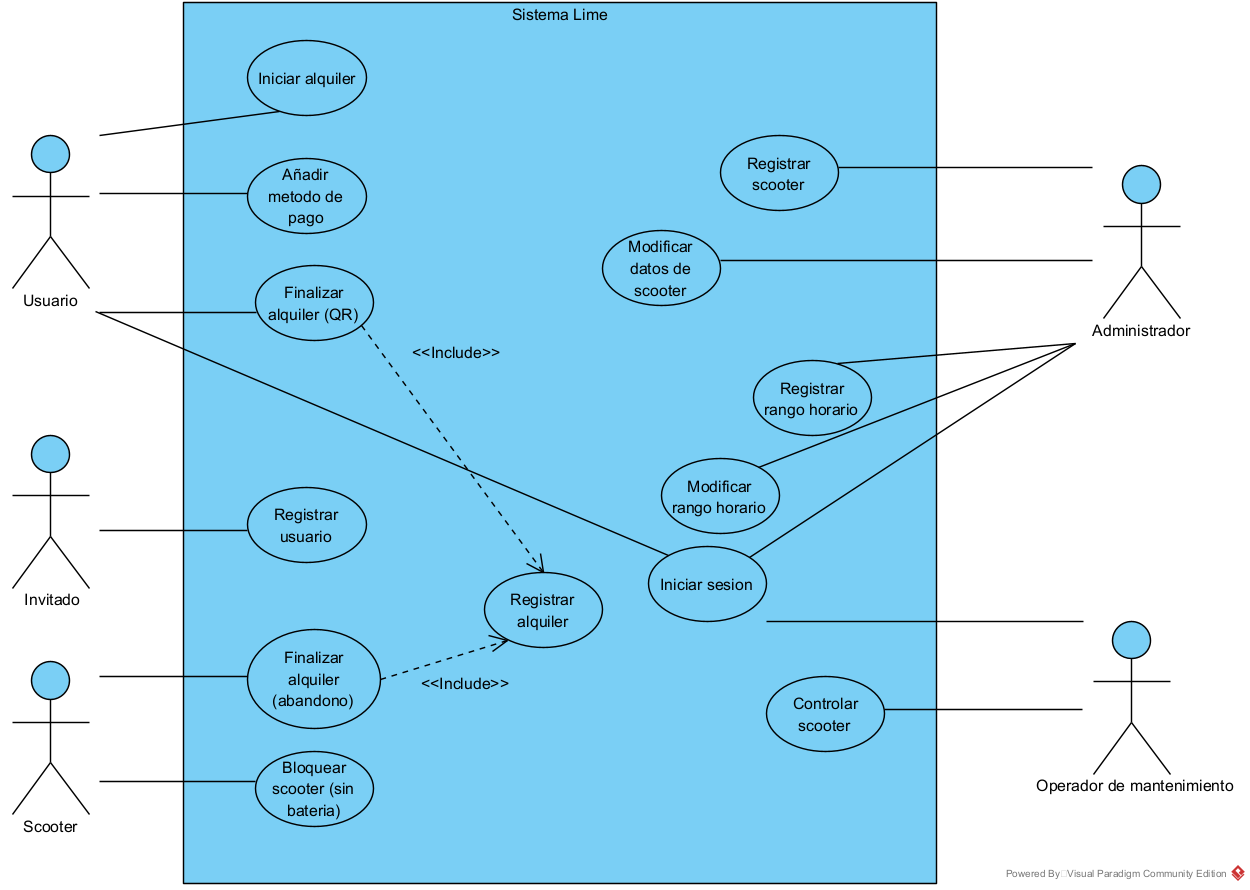 Sistema Lime
Iniciar alquiler
Añadir
metodo de
pago
Finalizar
alquiler (QR)
<<Include>>
Usuario
Registrar
scooter
Modificar
datos de
scooter
Administrador
Registrar
rango horario
Modificar
rango horario
Iniciar sesion
Registrar
usuario
Invitado
Registrar
alquiler
Finalizar
alquiler
(abandono)
<<Include>>
Controlar
scooter
Operador de mantenimiento
Bloquear
scooter (sin
bateria)
Scooter
Powered By Visual Paradigm Community Edition